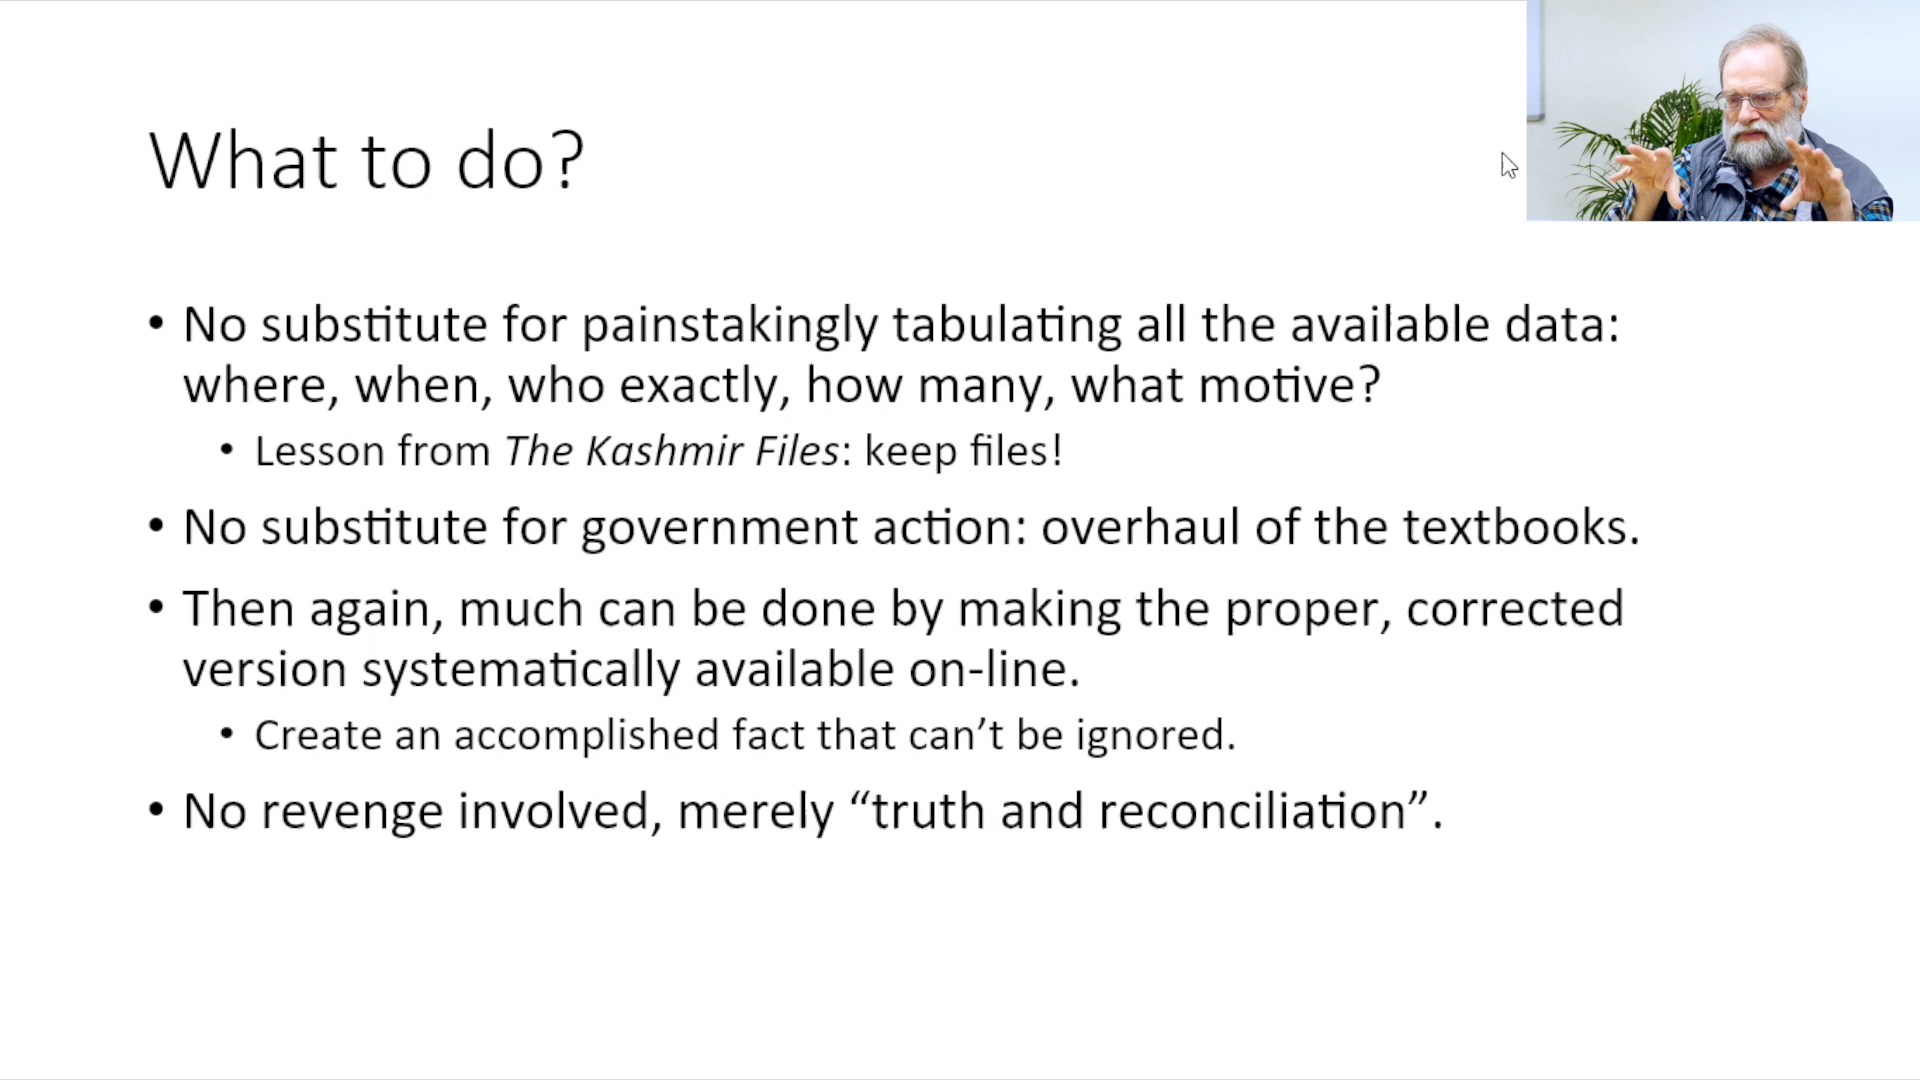 What to do?
• No substitute for painstakingly tabulating all the available data:
where, when, who exactly, how many, what motive?
• Lesson from The Kashmir Files: keep files!
• No substitute for government action: overhaul of the textbooks.
• Then again, much can be done by making the proper, corrected
version systematically available on-line.
• Create an accomplished fact that can’t be ignored.
• No revenge involved, merely “truth and reconciliation”.